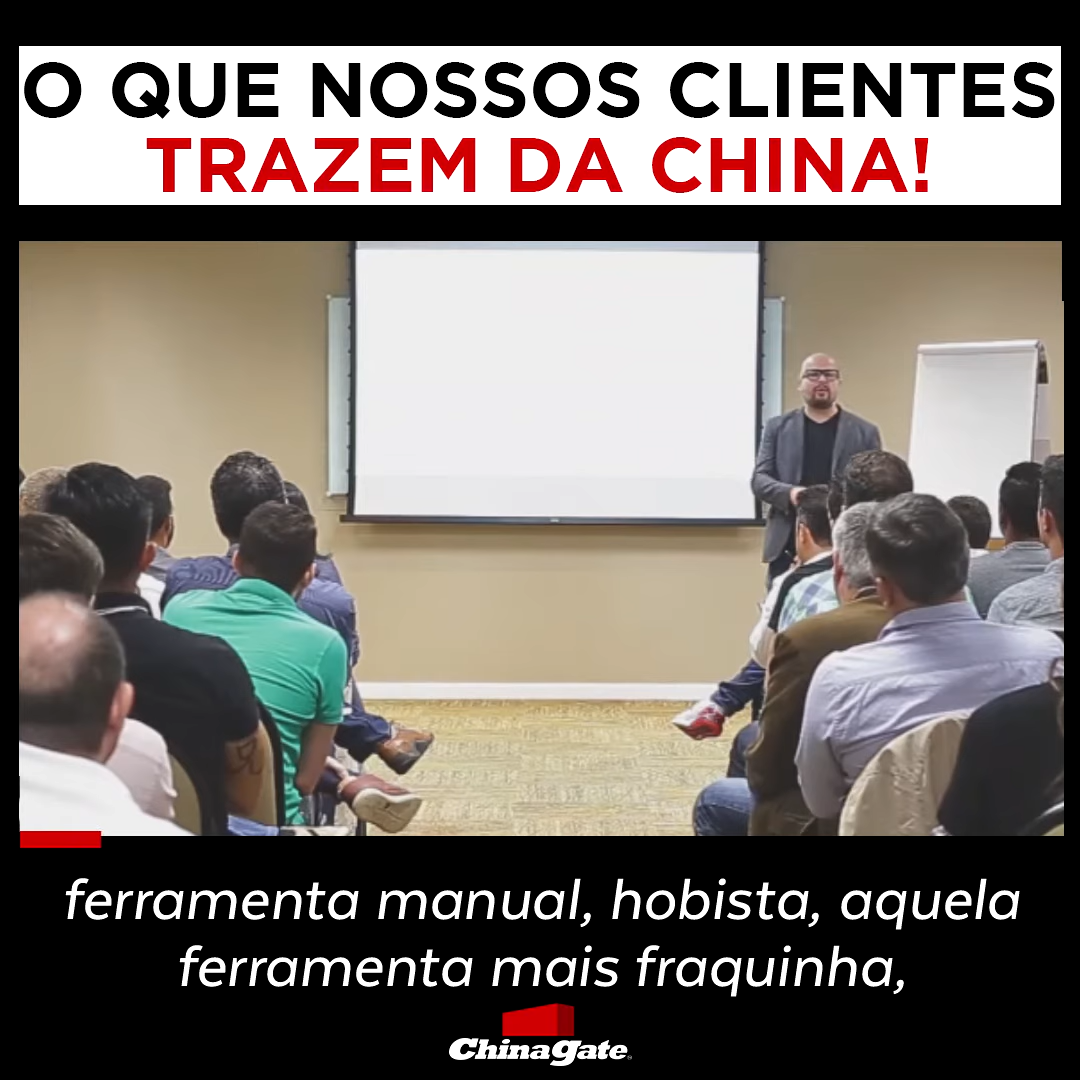 O QUE NOSSOS CLIENTES
TRAZEM DA CHINA!
ferramenta manual, hobista, aquela
ferramenta mais fraquinha,
ChinaGate